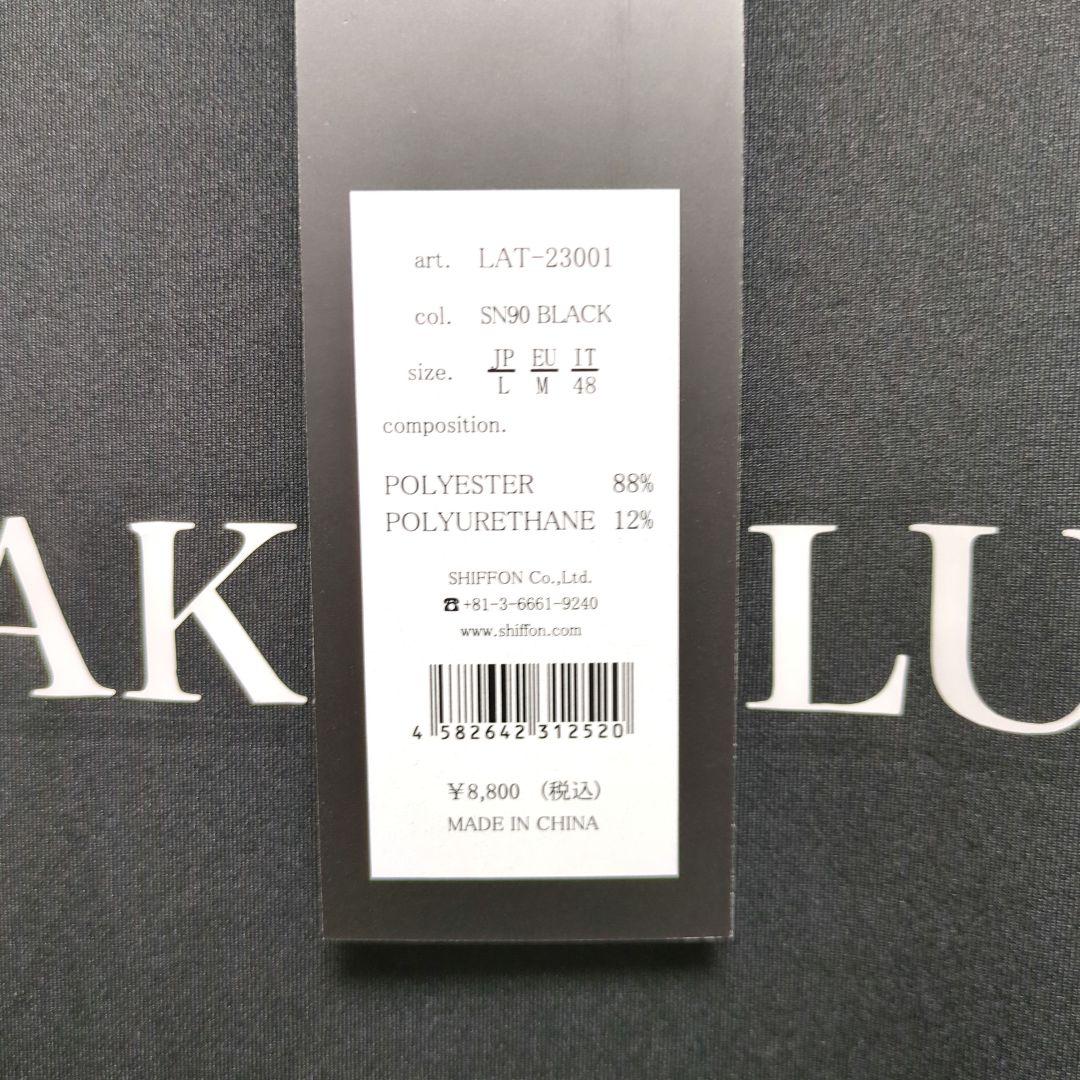 art. LAT-23001
col. SN90 BLACK
size. JP EU IT
L M 48
composition.
POLYESTER 88%
POLYURETHANE 12%
SHIFFON Co.,Ltd.
☎+81-3-6661-9240
www.shiffon.com
4 582642 312520
¥8,800 (税込)
MADE IN CHINA
AK LU